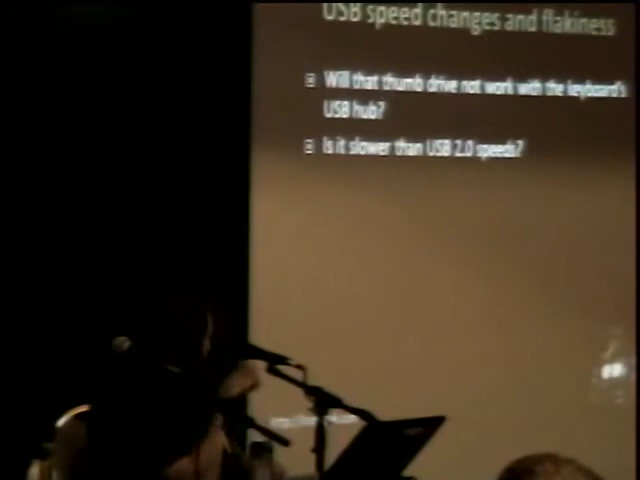 USB speed changes and flakiness
Will that thumb drive not work with the keyboard's
USB hub?
Is it slower than USB 2.0 speeds?